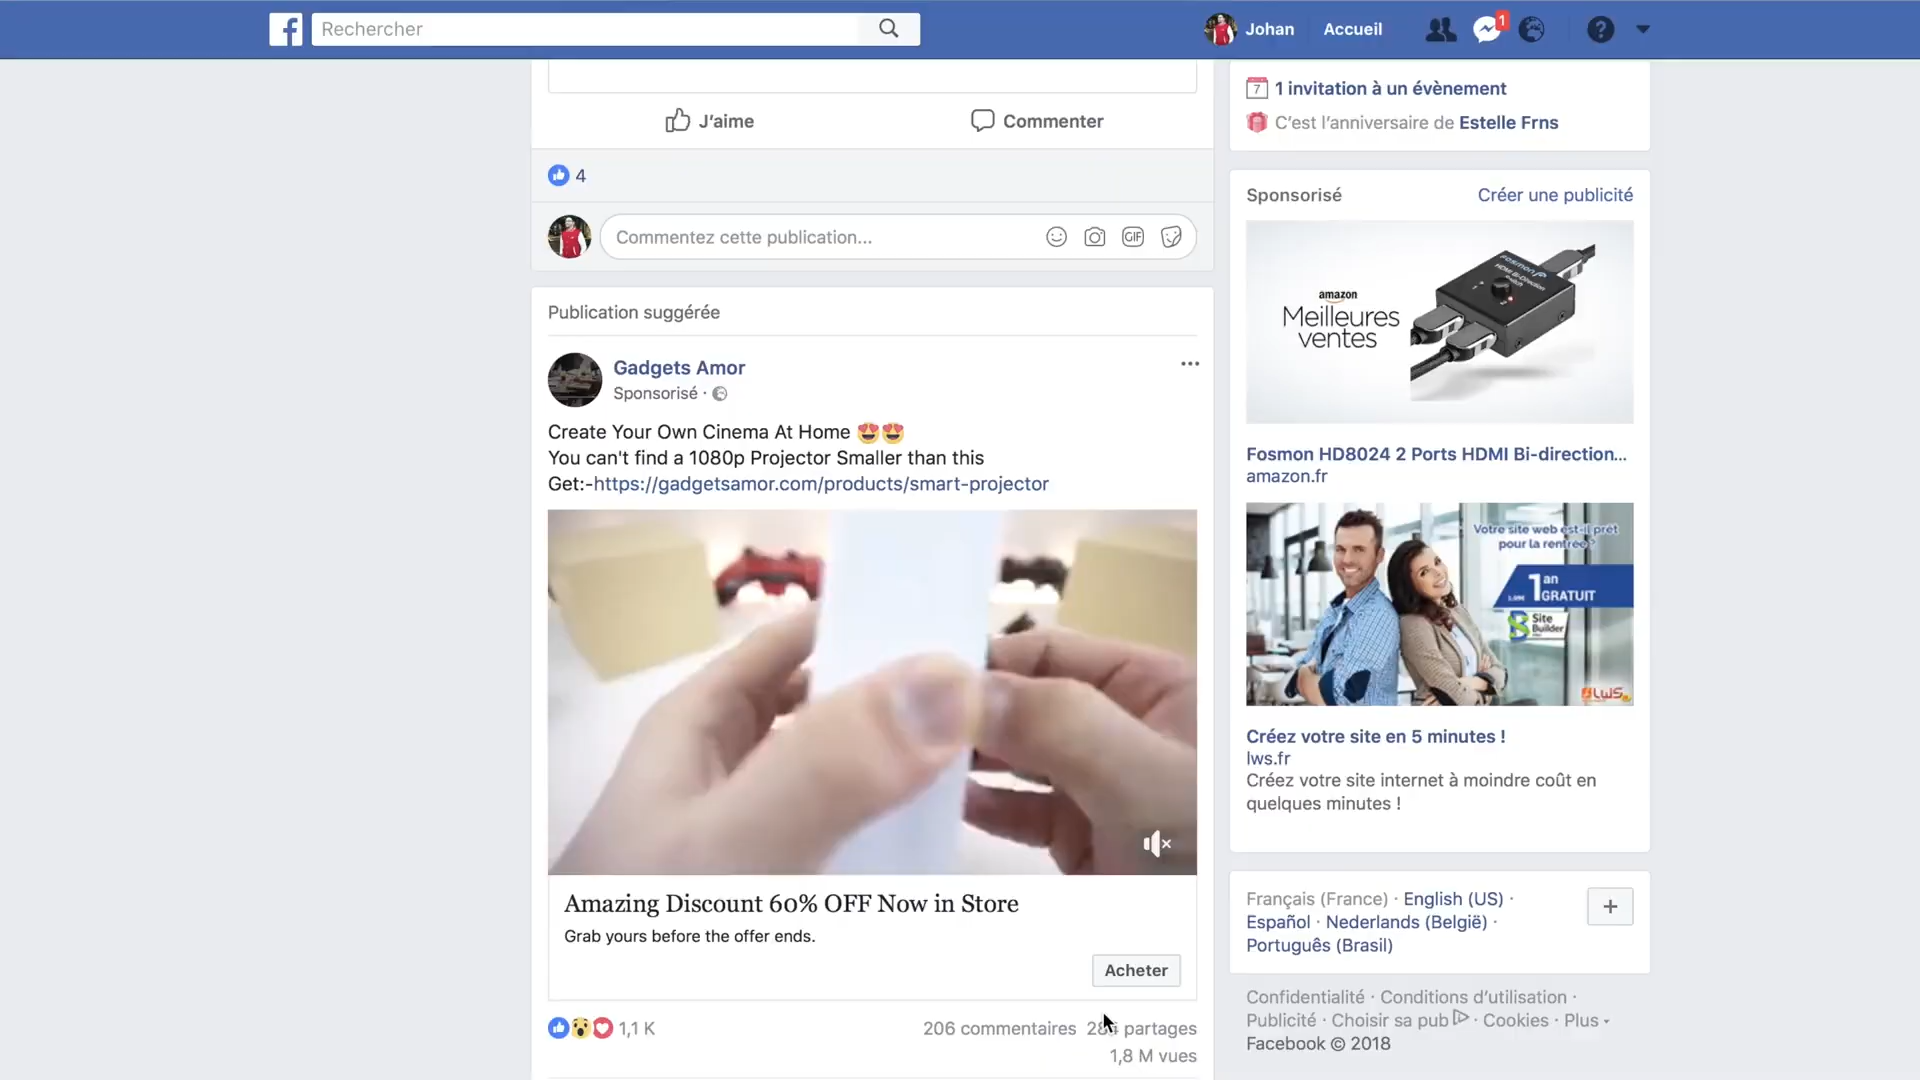 Rechercher
Johan
Accueil
1
J'aime
Commenter
4
Commentez cette publication...
GIF
Publication suggérée
Gadgets Amor
Sponsorisé ·
Create Your Own Cinema At Home
You can't find a 1080p Projector Smaller than this
Get:-https://gadgetsamor.com/products/smart-projector
Amazing Discount 60% OFF Now in Store
Grab yours before the offer ends.
Acheter
1,1 K
206 commentaires
partages
1,8 M vues
7
1 invitation à un évènement
C'est l'anniversaire de Estelle Frns
Sponsorisé
Créer une publicité
amazon
Meilleures
ventes
Fosmon
HDMI Bi-Direction
Switch
Fosmon HD8024 2 Ports HDMI Bi-direction...
amazon.fr
Votre site web est-il prêt
pour la rentrée?
1 an
GRATUIT
Site
Builder
LWS
Créez votre site en 5 minutes !
lws.fr
Créez votre site internet à moindre coût en
quelques minutes !
Français (France) · English (US) ·
Español · Nederlands (België) ·
Português (Brasil)
Confidentialité · Conditions d'utilisation ·
Publicité · Choisir sa pub · Cookies · Plus
Facebook © 2018